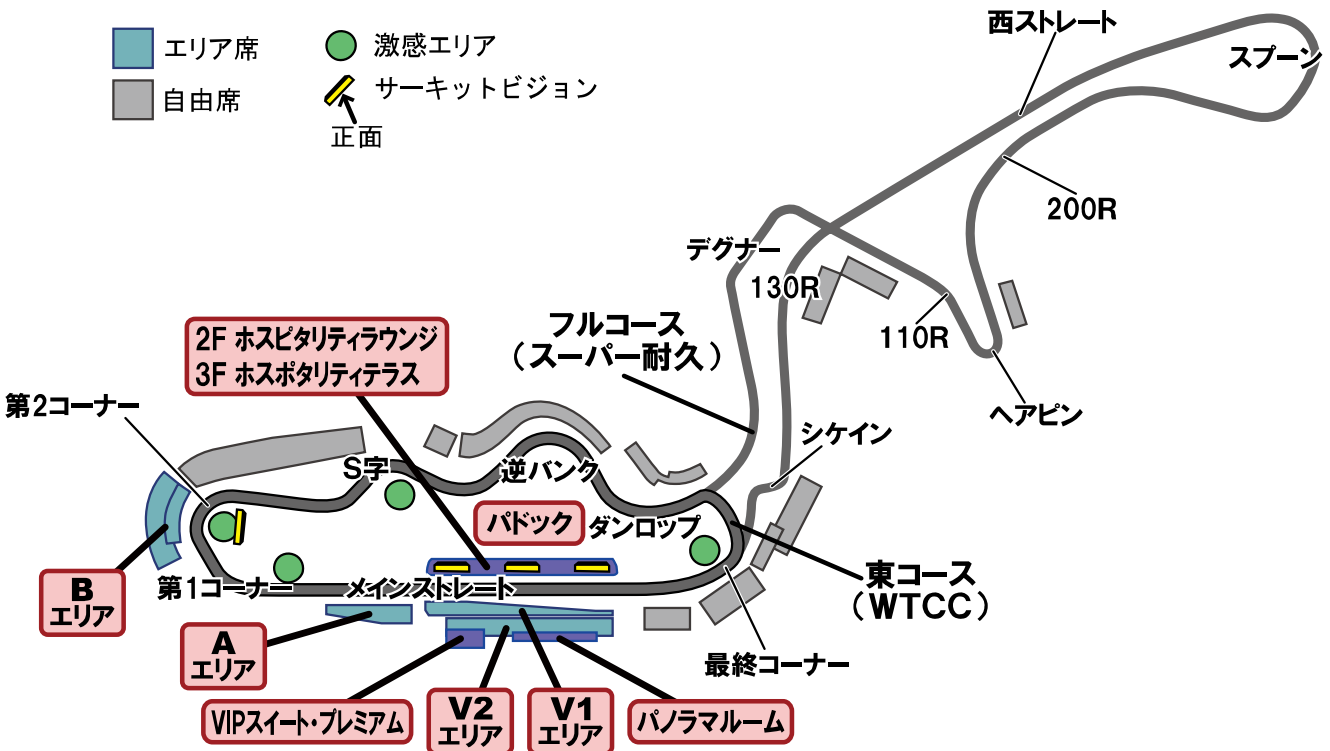 エリア席
自由席
激感エリア
サーキットビジョン
正面
西ストレート
スプーン
200R
デグナー
130R
110R
ヘアピン
フルコース
（スーパー耐久）
シケイン
2F ホスピタリティラウンジ
3F ホスポタリティテラス
第2コーナー
S字
逆バンク
パドック
ダンロップ
東コース
（WTCC）
第1コーナー
メインストレート
最終コーナー
B
エリア
A
エリア
VIPスイート・プレミアム
V2
エリア
V1
エリア
パノラマルーム